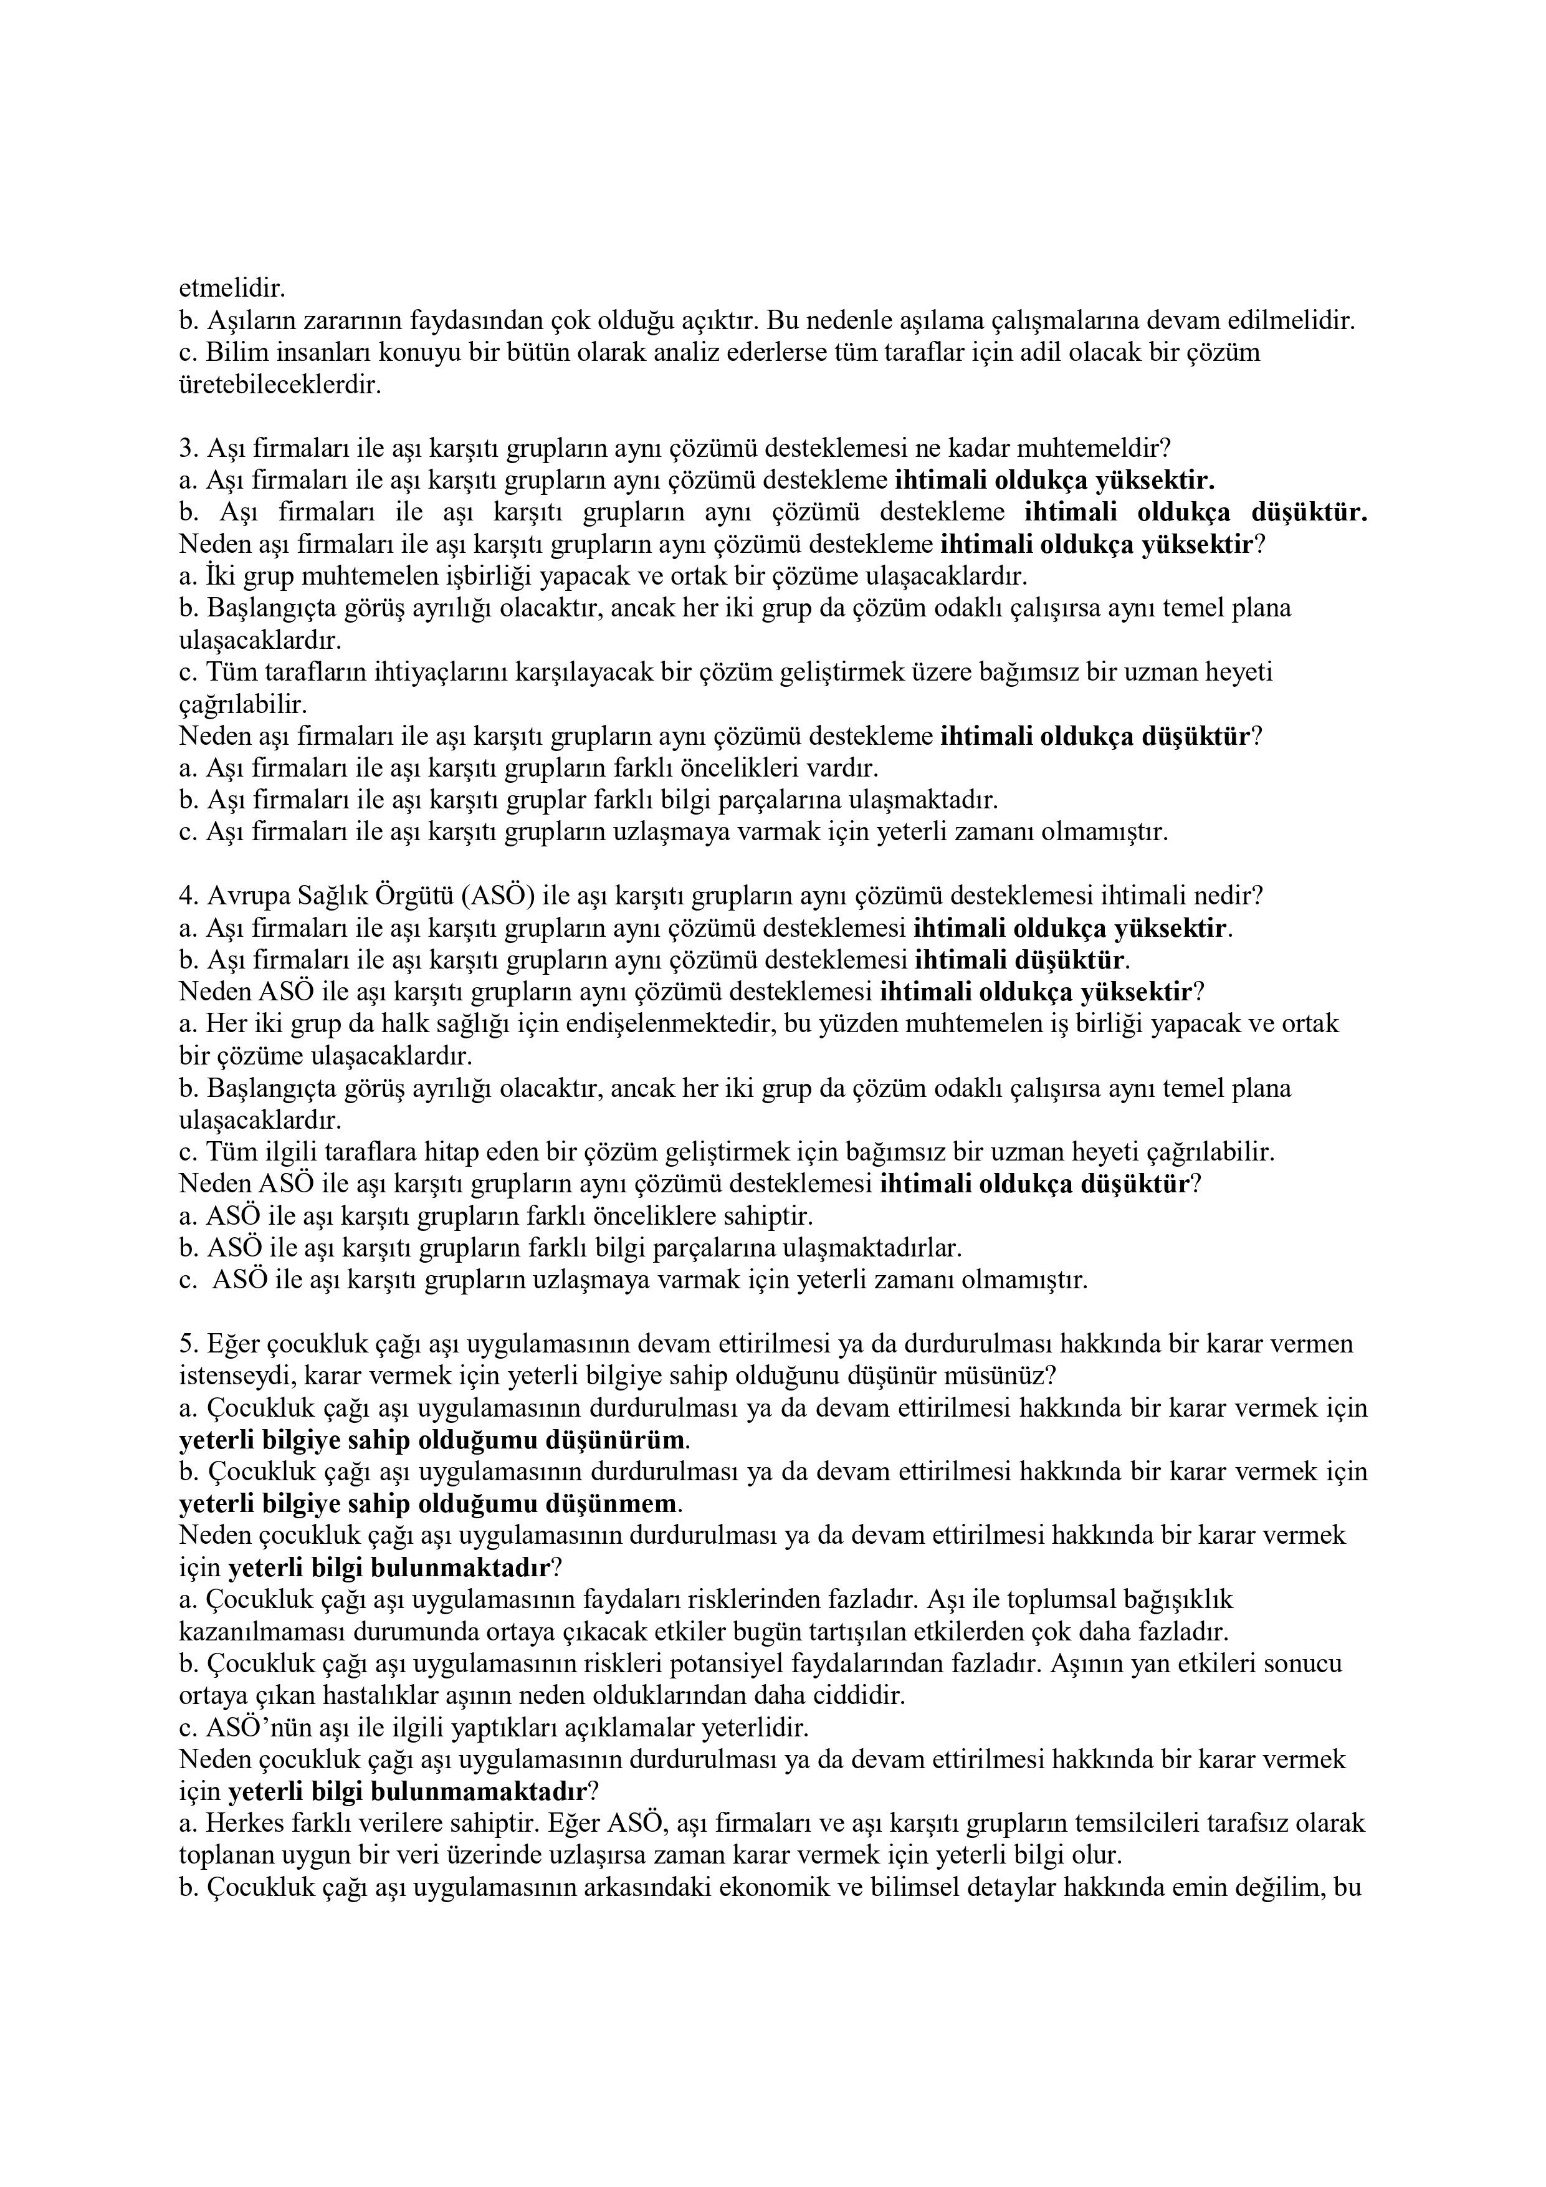 etmelidir.
b. Aşıların zararının faydasından çok olduğu açıktır. Bu nedenle aşılama çalışmalarına devam edilmelidir.
c. Bilim insanları konuyu bir bütün olarak analiz ederlerse tüm taraflar için adil olacak bir çözüm
üretebileceklerdir.
3. Aşı firmaları ile aşı karşıtı grupların aynı çözümü desteklemesi ne kadar muhtemeldir?
a. Aşı firmaları ile aşı karşıtı grupların aynı çözümü destekleme ihtimali oldukça yüksektir.
b. Aşı firmaları ile aşı karşıtı grupların aynı çözümü destekleme ihtimali oldukça düşüktür.
Neden aşı firmaları ile aşı karşıtı grupların aynı çözümü destekleme ihtimali oldukça yüksektir?
a. İki grup muhtemelen işbirliği yapacak ve ortak bir çözüme ulaşacaklardır.
b. Başlangıçta görüş ayrılığı olacaktır, ancak her iki grup da çözüm odaklı çalışırsa aynı temel plana
ulaşacaklardır.
c. Tüm tarafların ihtiyaçlarını karşılayacak bir çözüm geliştirmek üzere bağımsız bir uzman heyeti
çağrılabilir.
Neden aşı firmaları ile aşı karşıtı grupların aynı çözümü destekleme ihtimali oldukça düşüktür?
a. Aşı firmaları ile aşı karşıtı grupların farklı öncelikleri vardır.
b. Aşı firmaları ile aşı karşıtı gruplar farklı bilgi parçalarına ulaşmaktadır.
c. Aşı firmaları ile aşı karşıtı grupların uzlaşmaya varmak için yeterli zamanı olmamıştır.
4. Avrupa Sağlık Örgütü (ASÖ) ile aşı karşıtı grupların aynı çözümü desteklemesi ihtimali nedir?
a. Aşı firmaları ile aşı karşıtı grupların aynı çözümü desteklemesi ihtimali oldukça yüksektir.
b. Aşı firmaları ile aşı karşıtı grupların aynı çözümü desteklemesi ihtimali düşüktür.
Neden ASÖ ile aşı karşıtı grupların aynı çözümü desteklemesi ihtimali oldukça yüksektir?
a. Her iki grup da halk sağlığı için endişelenmektedir, bu yüzden muhtemelen iş birliği yapacak ve ortak
bir çözüme ulaşacaklardır.
b. Başlangıçta görüş ayrılığı olacaktır, ancak her iki grup da çözüm odaklı çalışırsa aynı temel plana
ulaşacaklardır.
c. Tüm ilgili taraflara hitap eden bir çözüm geliştirmek için bağımsız bir uzman heyeti çağrılabilir.
Neden ASÖ ile aşı karşıtı grupların aynı çözümü desteklemesi ihtimali oldukça düşüktür?
a. ASÖ ile aşı karşıtı grupların farklı önceliklere sahiptir.
b. ASÖ ile aşı karşıtı grupların farklı bilgi parçalarına ulaşmaktadırlar.
c. ASÖ ile aşı karşıtı grupların uzlaşmaya varmak için yeterli zamanı olmamıştır.
5. Eğer çocukluk çağı aşı uygulamasının devam ettirilmesi ya da durdurulması hakkında bir karar vermen
istenseydi, karar vermek için yeterli bilgiye sahip olduğunu düşünür müsünüz?
a. Çocukluk çağı aşı uygulamasının durdurulması ya da devam ettirilmesi hakkında bir karar vermek için
yeterli bilgiye sahip olduğumu düşünürüm.
b. Çocukluk çağı aşı uygulamasının durdurulması ya da devam ettirilmesi hakkında bir karar vermek için
yeterli bilgiye sahip olduğumu düşünmem.
Neden çocukluk çağı aşı uygulamasının durdurulması ya da devam ettirilmesi hakkında bir karar vermek
için yeterli bilgi bulunmaktadır?
a. Çocukluk çağı aşı uygulamasının faydaları risklerinden fazladır. Aşı ile toplumsal bağışıklık
kazanılmaması durumunda ortaya çıkacak etkiler bugün tartışılan etkilerden çok daha fazladır.
b. Çocukluk çağı aşı uygulamasının riskleri potansiyel faydalarından fazladır. Aşının yan etkileri sonucu
ortaya çıkan hastalıklar aşının neden olduklarından daha ciddidir.
c. ASÖ’nün aşı ile ilgili yaptıkları açıklamalar yeterlidir.
Neden çocukluk çağı aşı uygulamasının durdurulması ya da devam ettirilmesi hakkında bir karar vermek
için yeterli bilgi bulunmamaktadır?
a. Herkes farklı verilere sahiptir. Eğer ASÖ, aşı firmaları ve aşı karşıtı grupların temsilcileri tarafsız olarak
toplanan uygun bir veri üzerinde uzlaşırsa zaman karar vermek için yeterli bilgi olur.
b. Çocukluk çağı aşı uygulamasının arkasındaki ekonomik ve bilimsel detaylar hakkında emin değilim, bu